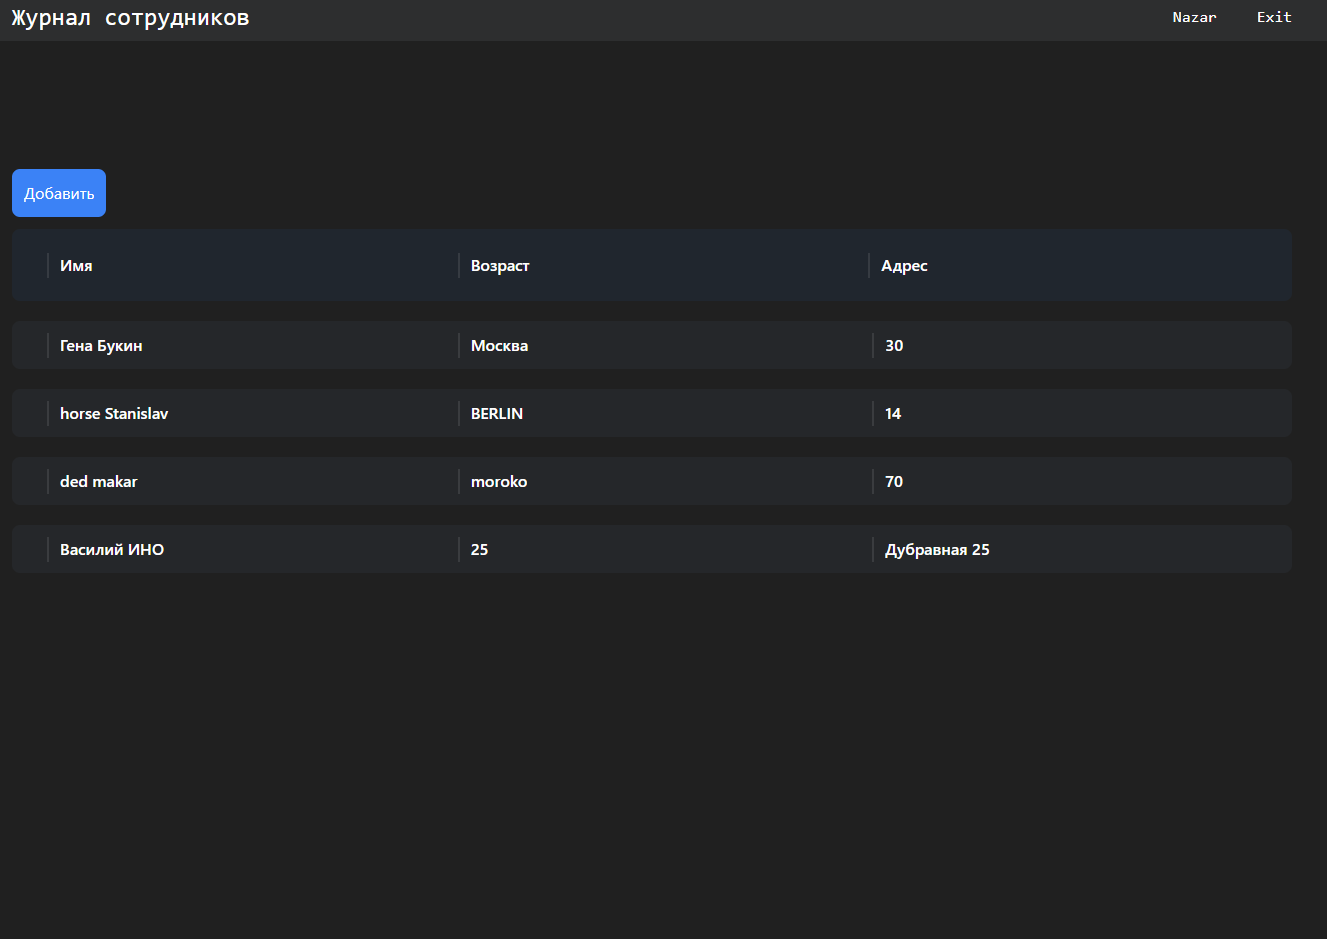 Журнал сотрудников Nazar Exit
Добавить
Имя Возраст Адрес
Гена Букин Москва 30
horse Stanislav BERLIN 14
ded makar moroko 70
Василий ИНО 25 Дубравная 25